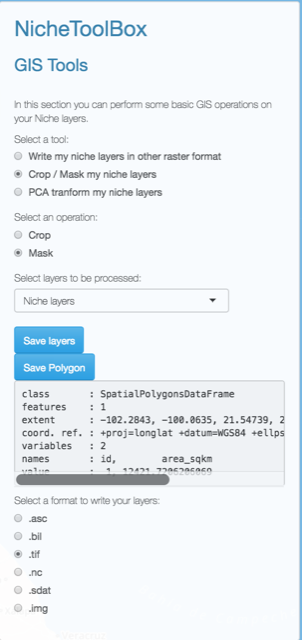 NicheToolBox
GIS Tools
In this section you can perform some basic GIS operations on
your Niche layers.
Select a tool:
Write my niche layers in other raster format
Crop / Mask my niche layers
PCA tranform my niche layers
Select an operation:
Crop
Mask
Select layers to be processed:
Niche layers
Save layers
Save Polygon
class : SpatialPolygonsDataFrame
features : 1
extent : -102.2843, -100.0635, 21.54739, 2
coord. ref. : +proj=longlat +datum=WGS84 +ellps
variables : 2
names : id, area_sqkm
value : 1, 12421.7206206069
Select a format to write your layers:
.asc
.bil
.tif
.nc
.sdat
.img